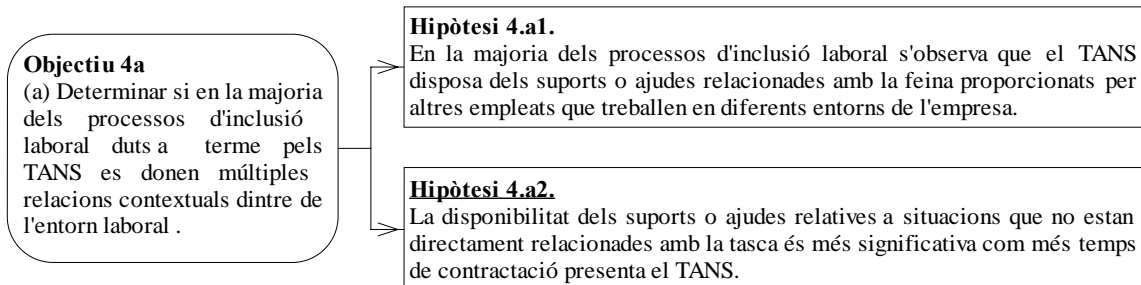 Objectiu 4a
(a) Determinar si en la majoria
dels processos d'inclusió
laboral duts a terme pels
TANS es donen múltiples
relacions contextuals dintre de
l'entorn laboral .
Hipòtesi 4.a1.
En la majoria dels processos d'inclusió laboral s'observa que el TANS
disposa dels suports o ajudes relacionades amb la feina proporcionats per
altres empleats que treballen en diferents entorns de l'empresa.
Hipòtesi 4.a2.
La disponibilitat dels suports o ajudes relatives a situacions que no estan
directament relacionades amb la tasca és més significativa com més temps
de contractació presenta el TANS.